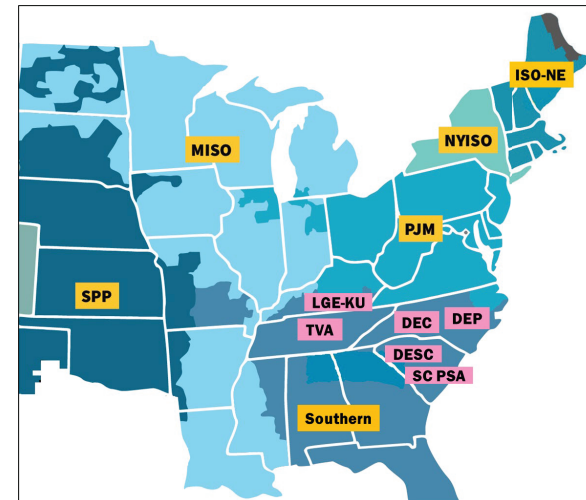 ISO-NE
NYISO
MISO
PJM
SPP
LGE-KU
TVA
DEC
DEP
DESC
SC PSA
Southern